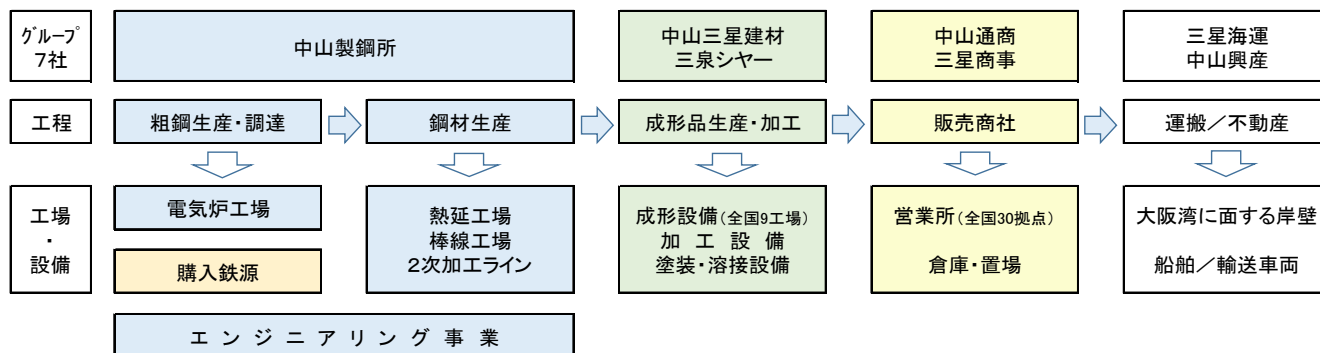 グループ
7社
中山製鋼所
中山三星建材
三泉シヤー
中山通商
三星商事
三星海運
中山興産
工程
粗鋼生産・調達
鋼材生産
成形品生産・加工
販売商社
運搬／不動産
工場
・
設備
電気炉工場
購入鉄源
熱延工場
棒線工場
2次加工ライン
成形設備(全国9工場)
加工設備
塗装・溶接設備
営業所(全国30拠点)
倉庫・置場
大阪湾に面する岸壁
船舶／輸送車両
エンジニアリング事業